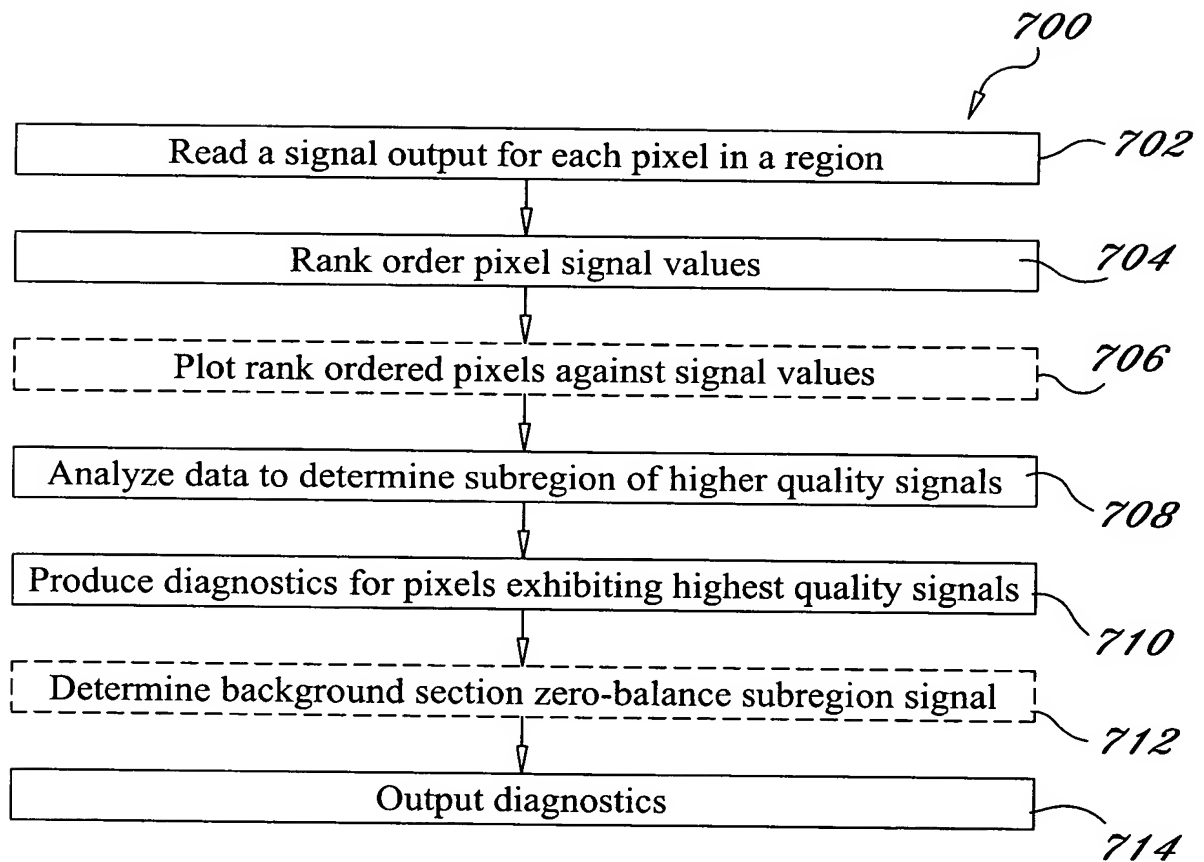 700
Read a signal output for each pixel in a region
702
Rank order pixel signal values
704
Plot rank ordered pixels against signal values
706
Analyze data to determine subregion of higher quality signals
708
Produce diagnostics for pixels exhibiting highest quality signals
710
Determine background section zero-balance subregion signal
712
Output diagnostics
714